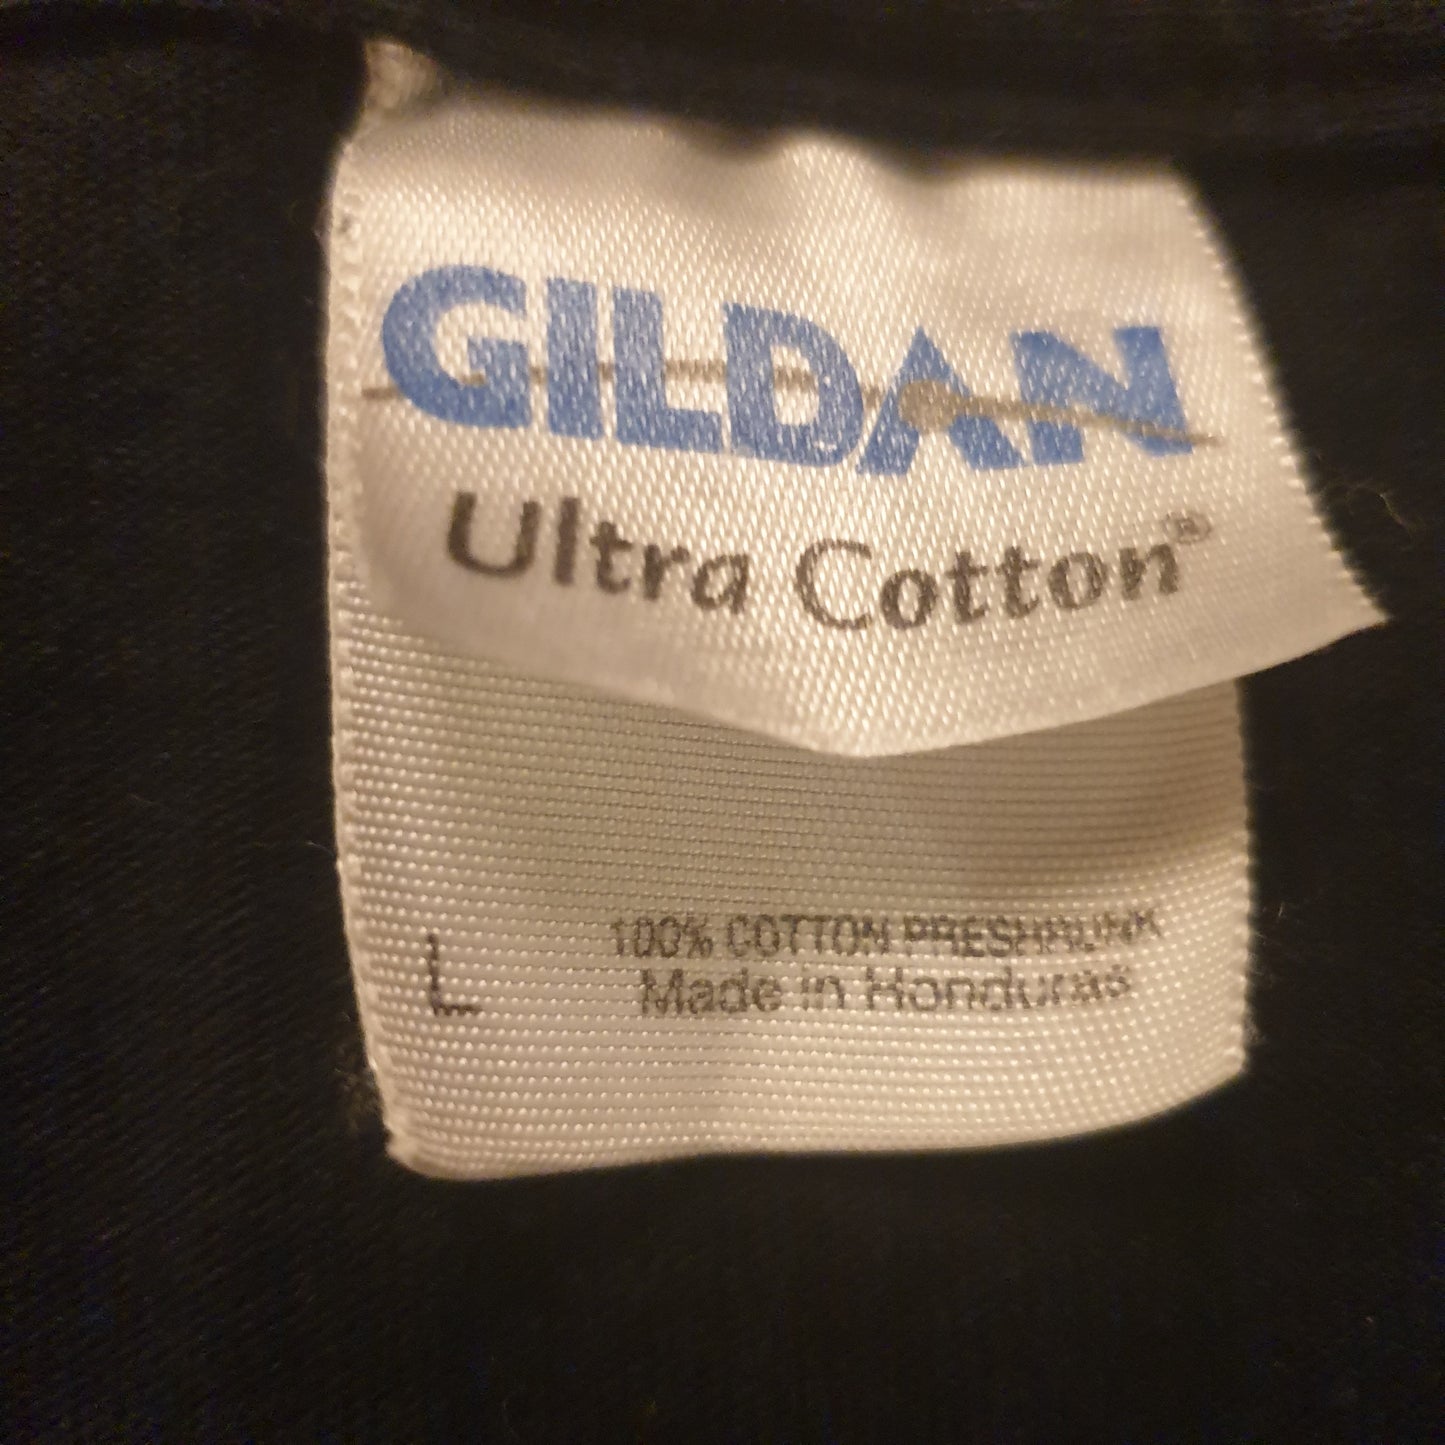 GILDAN
Ultra Cotton®
L
100% COTTON PRESHRUNK
Made in Honduras